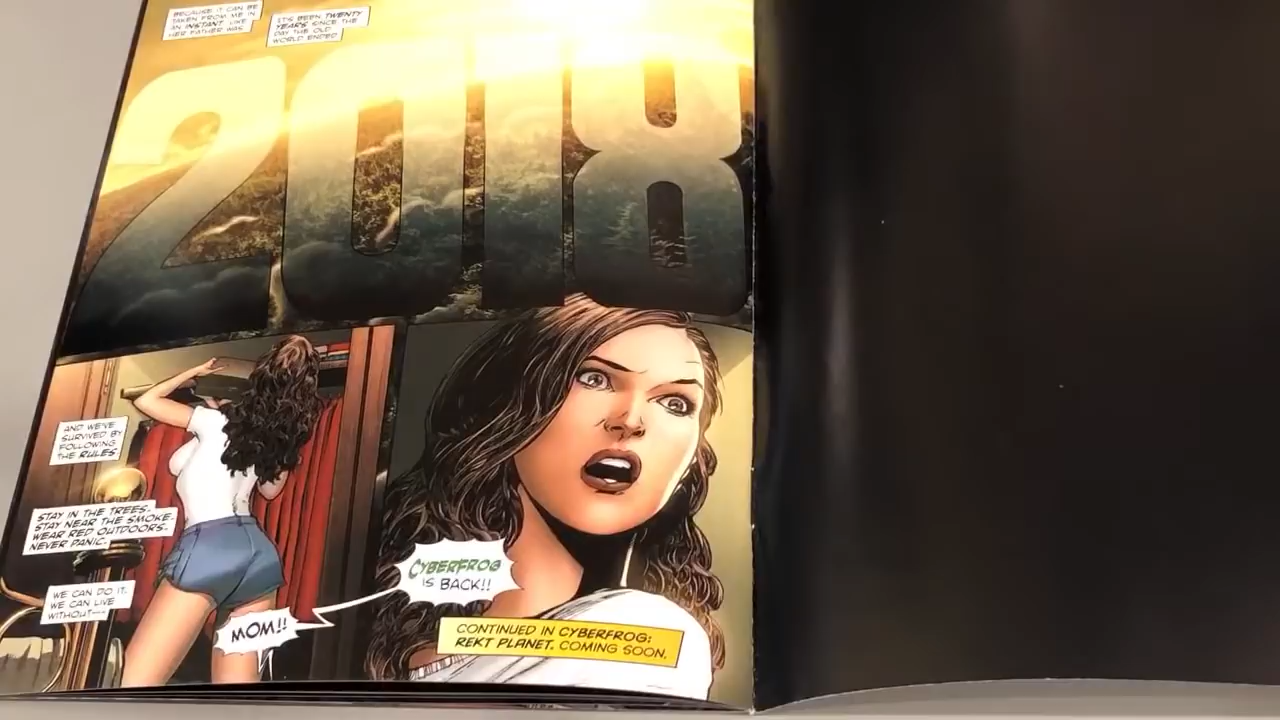 BECAUSE IT CAN BE
TAKEN FROM ME IN
AN INSTANT LIKE
HER FATHER WAS
IT'S BEEN TWENTY
YEARS SINCE THE
DAY THE OLD
WORLD ENDED
2018
AND WE'VE
SURVIVED BY
FOLLOWING
THE RULES
STAY IN THE TREES.
STAY NEAR THE SMOKE.
WEAR RED OUTDOORS.
NEVER PANIC.
WE CAN DO IT.
WE CAN LIVE
WITHOUT--
MOM!!
CYBERFROG
IS BACK!!
CONTINUED IN CYBERFROG:
REKT PLANET. COMING SOON.